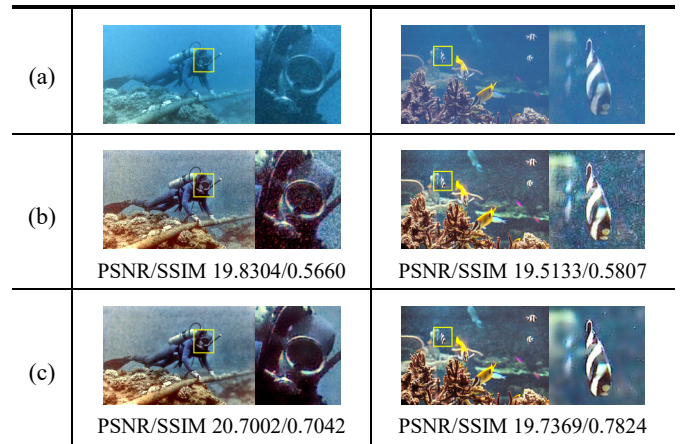 (a)
(b)
PSNR/SSIM 19.8304/0.5660
PSNR/SSIM 19.5133/0.5807
(c)
PSNR/SSIM 20.7002/0.7042
PSNR/SSIM 19.7369/0.7824